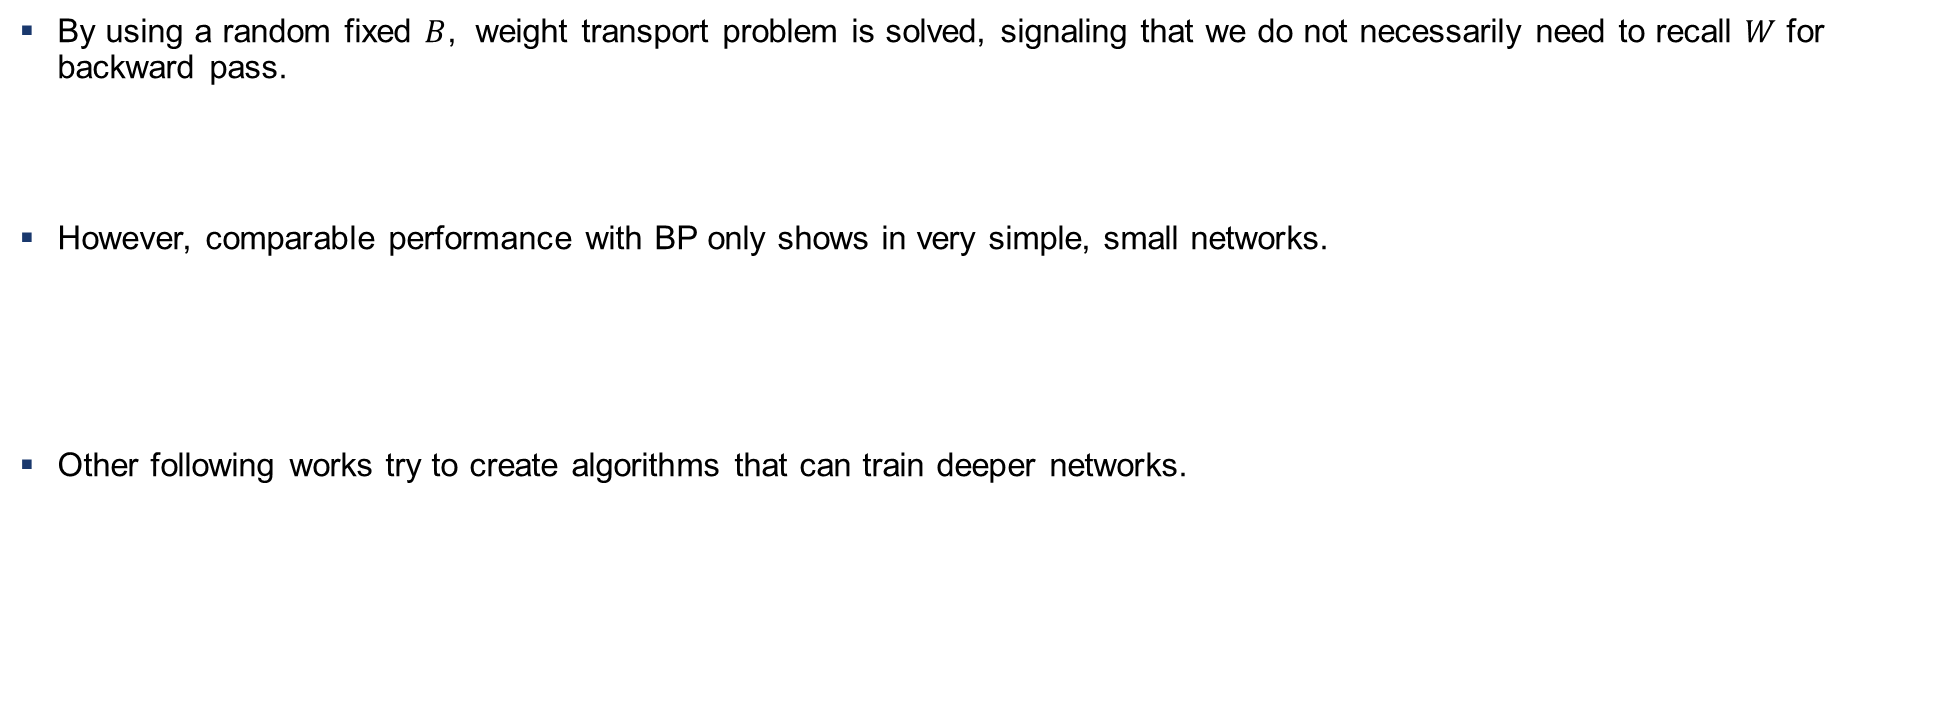 ▪ By using a random fixed B, weight transport problem is solved, signaling that we do not necessarily need to recall W for
backward pass.
▪ However, comparable performance with BP only shows in very simple, small networks.
▪ Other following works try to create algorithms that can train deeper networks.